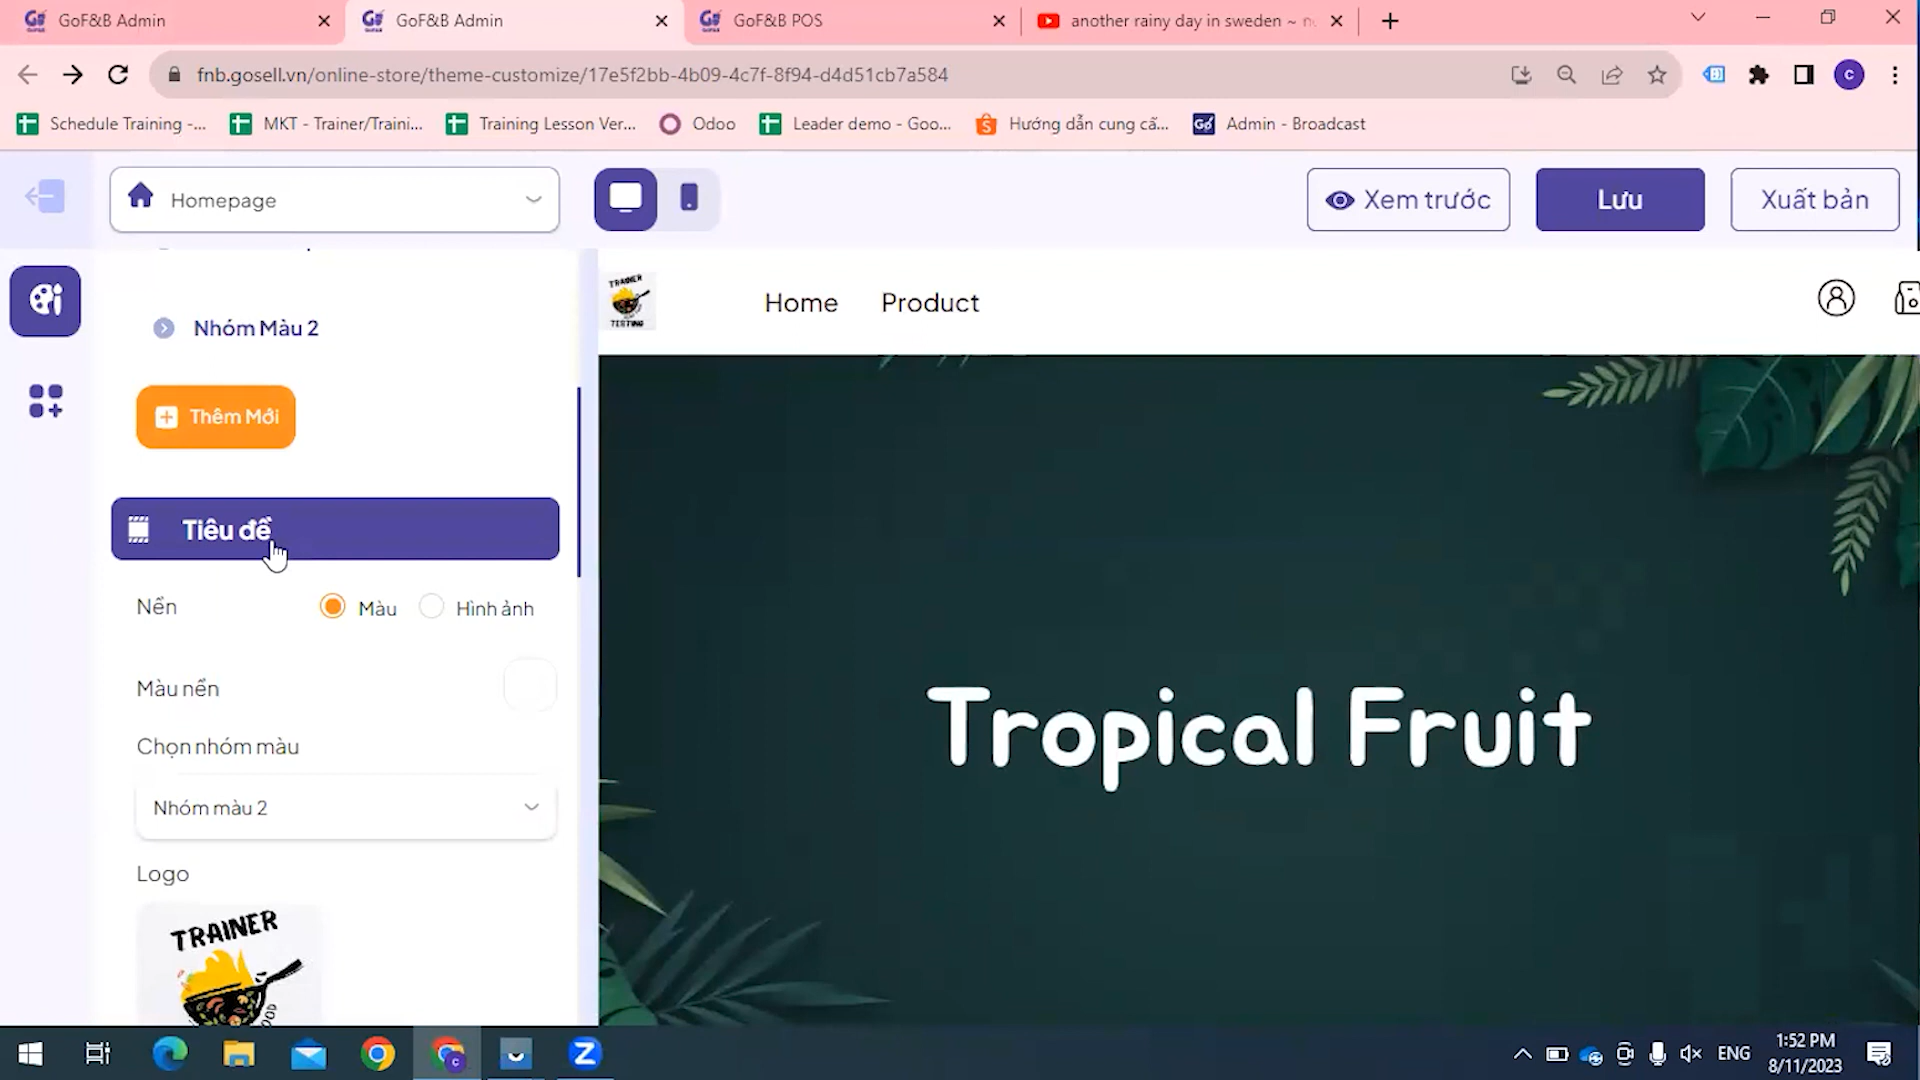 GoF&B Admin
GoF&B Admin
GoF&B POS
another rainy day in sweden ~
fnb.gosell.vn/online-store/theme-customize/17e5f2bb-4b09-4c7f-8f94-d4d51cb7a584
C
Schedule Training -...
MKT - Trainer/Traini...
Training Lesson Ver...
Odoo
Leader demo - Goo...
Hướng dẫn cung cấ...
Admin - Broadcast
Homepage
Xem trước
Lưu
Xuất bản
Nhóm Màu 2
Thêm Mới
Tiêu đề
Nền
Màu
Hình ảnh
Màu nền
Chọn nhóm màu
Nhóm màu 2
Logo
TRAINER
TRAINER
TESTING
Home
Product
Tropical Fruit
ENG
1:52 PM
8/11/2023